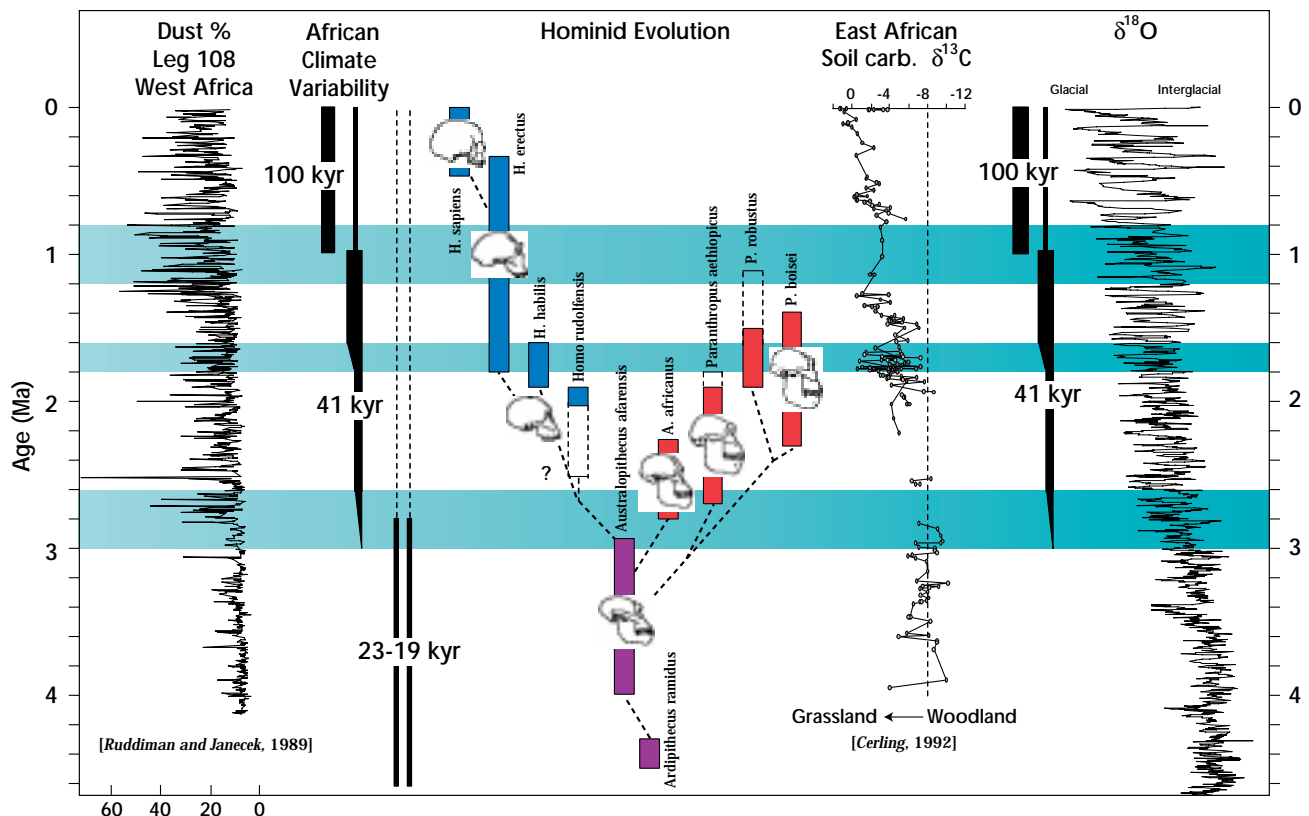 Dust %
Leg 108
West Africa
African
Climate
Variability
Hominid Evolution
East African
Soil carb. δ¹³C
δ¹⁸O
0 -4 -8 -12
Glacial
Interglacial
0
1
2
3
4
Age (Ma)
100 kyr
41 kyr
23-19 kyr
H. sapiens
H. erectus
H. habilis
Homo rudolfensis
?
Australopithecus afarensis
Ardipithecus ramidus
A. africanus
Paranthropus aethiopicus
P. robustus
P. boisei
100 kyr
41 kyr
0
1
2
3
4
Grassland ← Woodland
[Cerling, 1992]
[Ruddiman and Janecek, 1989]
60 40 20 0